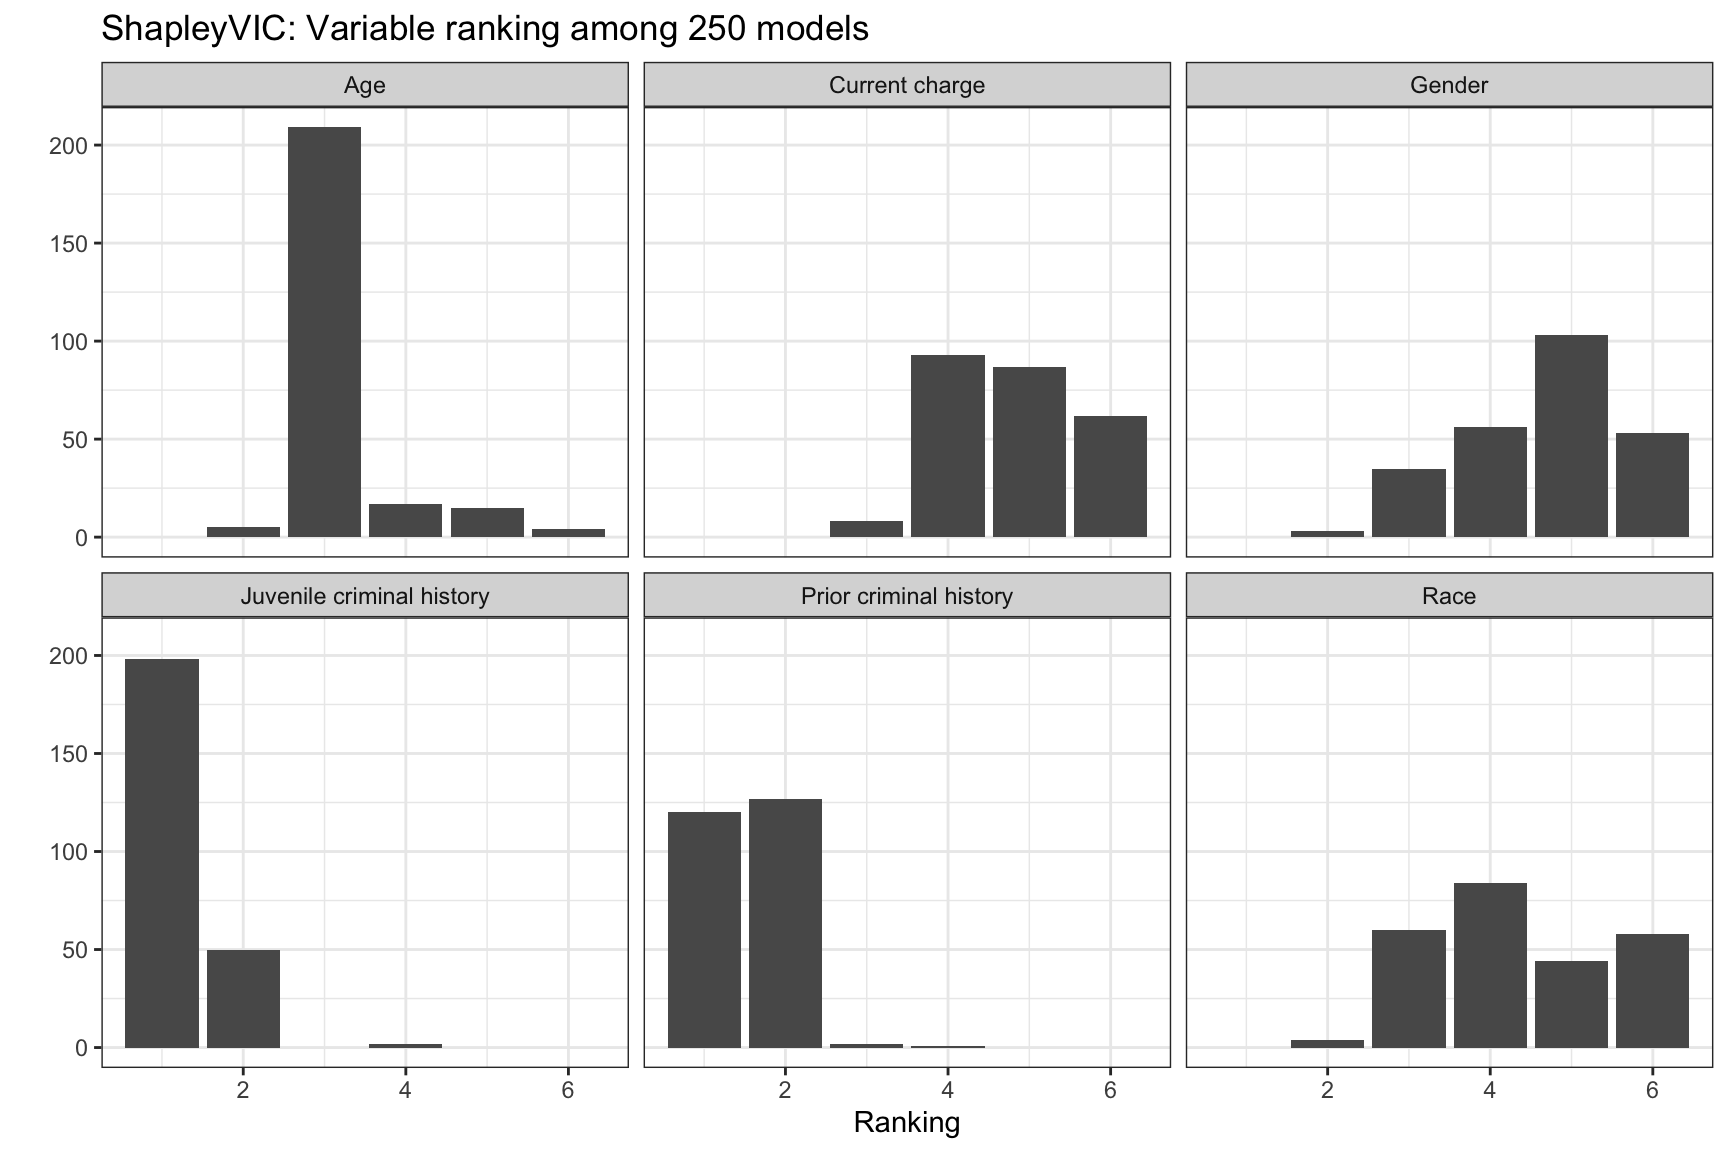 ShapleyVIC: Variable ranking among 250 models
Age
Current charge
Gender
200
150
100
50
0
Juvenile criminal history
Prior criminal history
Race
200
150
100
50
0
2
4
6
2
4
6
2
4
6
Ranking